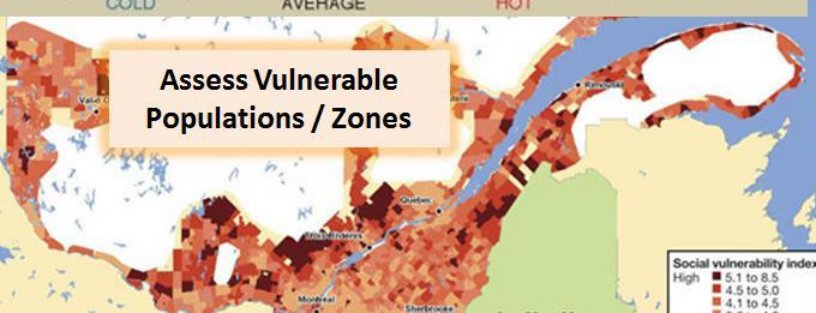 COLD AVERAGE HOT
Assess Vulnerable
Populations / Zones
Rimouski
Québec
Trois-Rivières
Montréal
Sherbrooke
Social vulnerability index
High 5.1 to 8.5
4.5 to 5.0
4.1 to 4.5